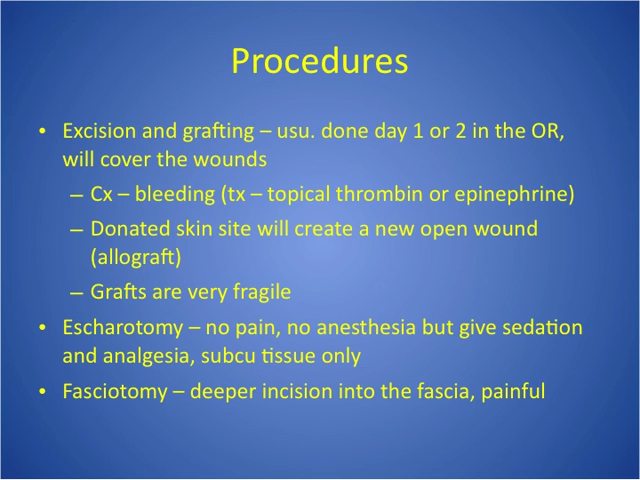 Procedures
• Excision and grafting – usu. done day 1 or 2 in the OR,
will cover the wounds
– Cx – bleeding (tx – topical thrombin or epinephrine)
– Donated skin site will create a new open wound
(allograft)
– Grafts are very fragile
• Escharotomy – no pain, no anesthesia but give sedation
and analgesia, subcu tissue only
• Fasciotomy – deeper incision into the fascia, painful